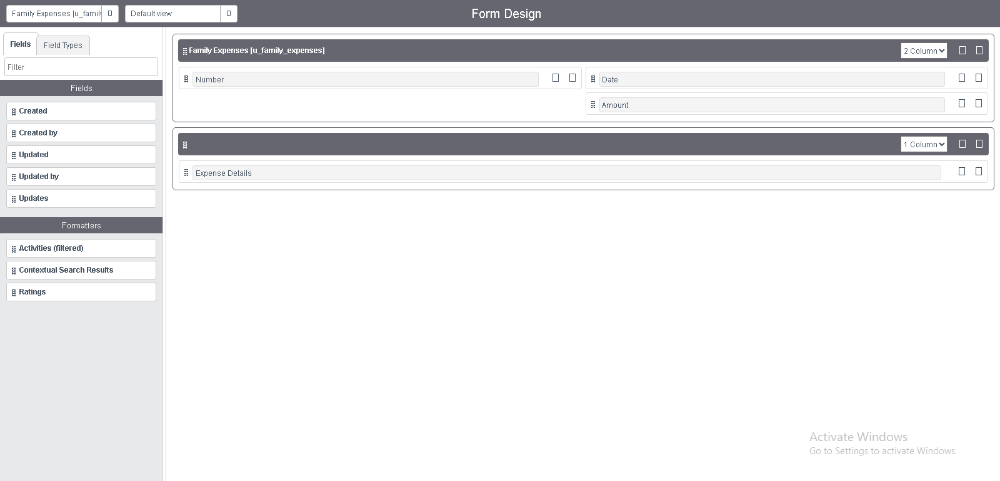 Family Expenses [u_family
Default view
Form Design
Fields
Field Types
Filter
Fields
Created
Created by
Updated
Updated by
Updates
Formatters
Activities (filtered)
Contextual Search Results
Ratings
Family Expenses [u_family_expenses]
2 Column
Number
Date
Amount
1 Column
Expense Details
Activate Windows
Go to Settings to activate Windows.